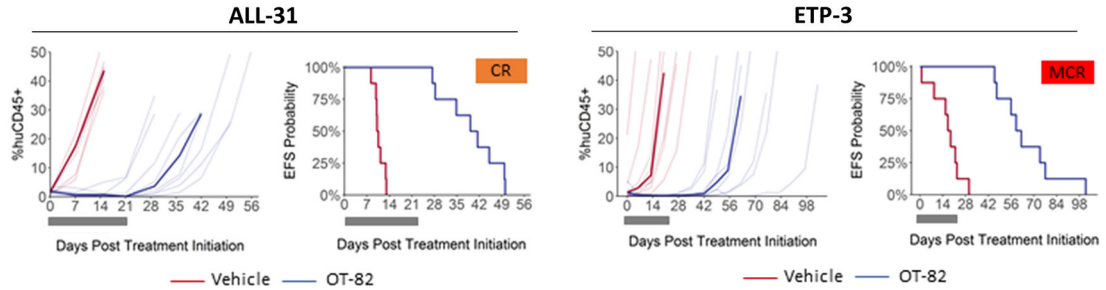 ALL-31
%huCD45+
50
40
30
20
10
0
0 7 14 21 28 35 42 49 56
Days Post Treatment Initiation
EFS Probability
100%
75%
50%
25%
0%
CR
0 7 14 21 28 35 42 49 56
Days Post Treatment Initiation
Vehicle OT-82
ETP-3
%huCD45+
50
40
30
20
10
0
0 14 28 42 56 70 84 98
Days Post Treatment Initiation
EFS Probability
100%
75%
50%
25%
0%
MCR
0 14 28 42 56 70 84 98
Days Post Treatment Initiation
Vehicle OT-82